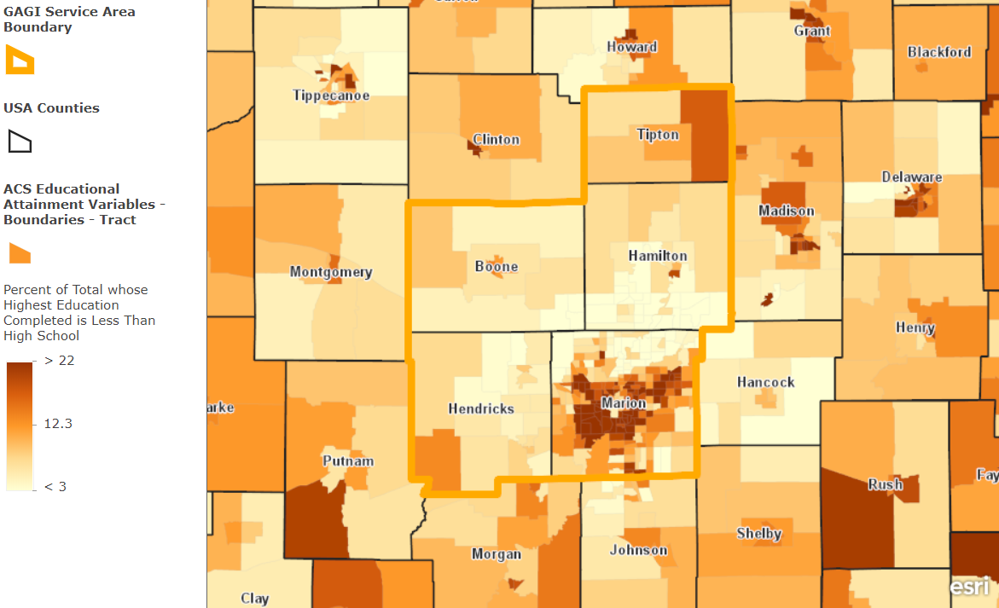 GAGI Service Area
Boundary
USA Counties
ACS Educational
Attainment Variables -
Boundaries - Tract
Percent of Total whose
Highest Education
Completed is Less Than
High School
> 22
12.3
< 3
Howard
Grant
Blackford
Tippecanoe
Clinton
Tipton
Delaware
Madison
Hamilton
Boone
Montgomery
Henry
Hancock
Marion
Hendricks
arke
Putnam
Rush
Fay
Shelby
Johnson
Morgan
Clay
esri